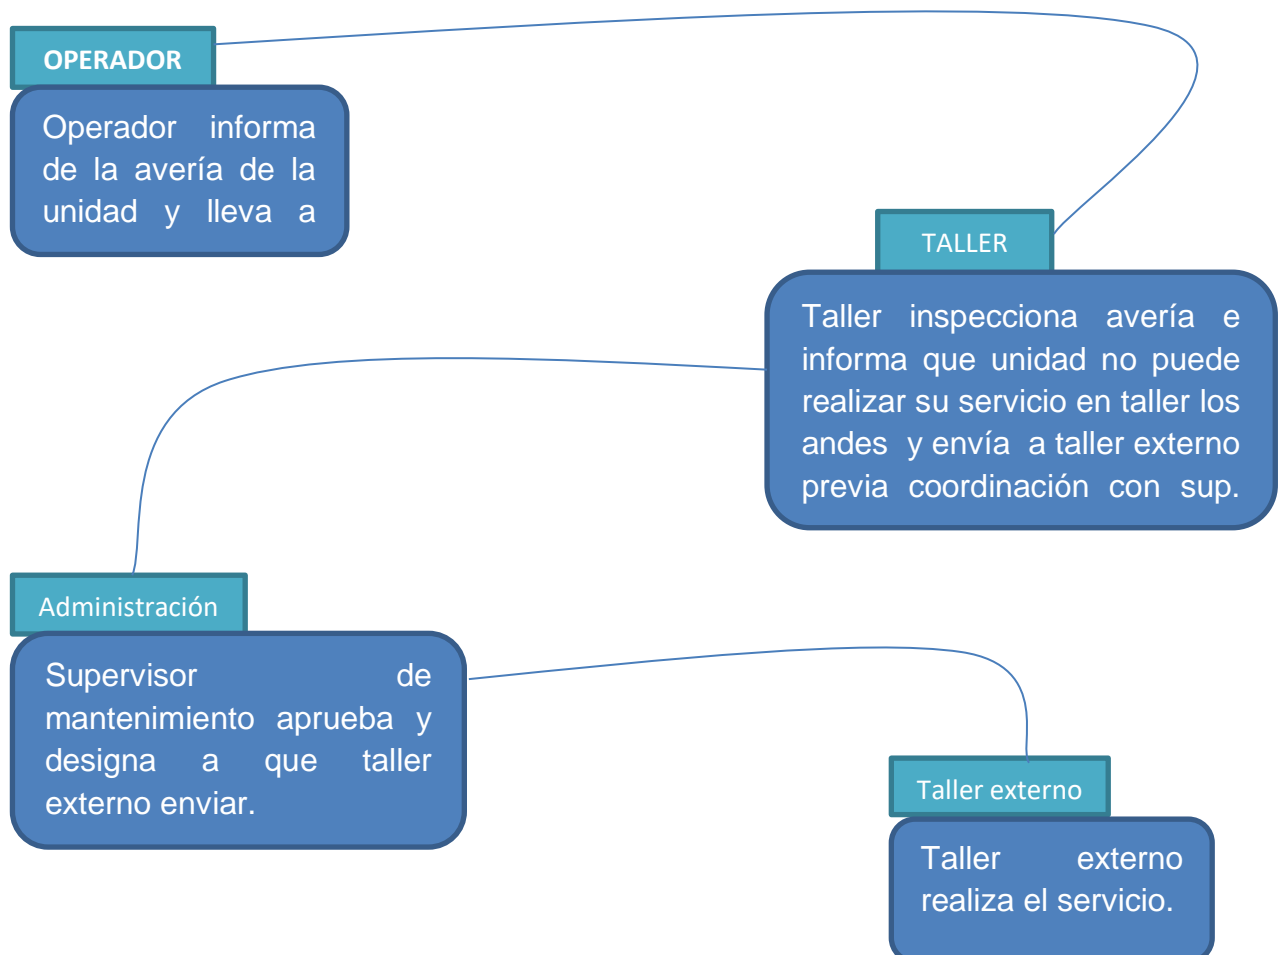 OPERADOR
Operador informa
de la avería de la
unidad y lleva a
TALLER
Taller inspecciona avería e
informa que unidad no puede
realizar su servicio en taller los
andes y envía a taller externo
previa coordinación con sup.
Administración
Supervisor de
mantenimiento aprueba y
designa a que taller
externo enviar.
Taller externo
Taller externo
realiza el servicio.